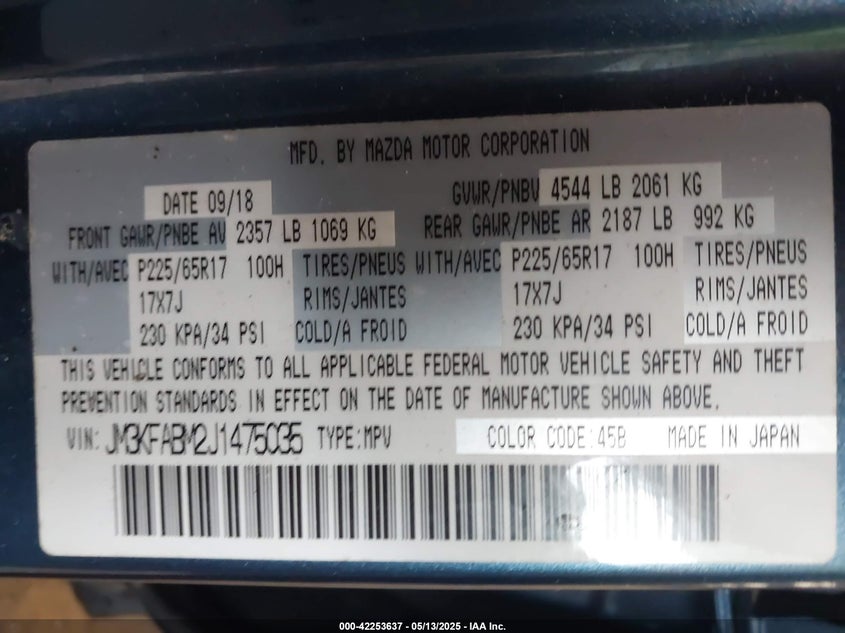 MFD. BY MAZDA MOTOR CORPORATION
DATE 09/18 GVWR/PNBV 4544 LB 2061 KG
FRONT GAWR/PNBE AV 2357 LB 1069 KG REAR GAWR/PNBE AR 2187 LB 992 KG
WITH/AVEC P225/65R17 100H TIRES/PNEUS WITH/AVEC P225/65R17 100H TIRES/PNEUS
17X7J RIMS/JANTES 17X7J RIMS/JANTES
230 KPA/34 PSI COLD/A FROID 230 KPA/34 PSI COLD/A FROID
THIS VEHICLE CONFORMS TO ALL APPLICABLE FEDERAL MOTOR VEHICLE SAFETY AND THEFT
PREVENTION STANDARDS IN EFFECT ON THE DATE OF MANUFACTURE SHOWN ABOVE.
VIN: JM3KFABM2J1475035 TYPE:MPV COLOR CODE:45B MADE IN JAPAN
000-42253637 - 05/13/2025 - IAA Inc.